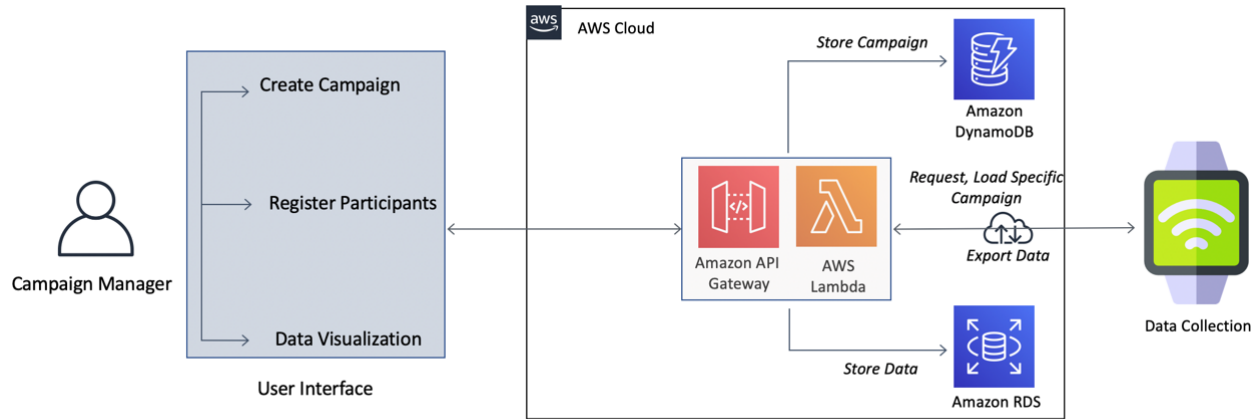 aws
AWS Cloud
Create Campaign
Register Participants
Data Visualization
User Interface
Campaign Manager
Store Campaign
Amazon
DynamoDB
</>
Amazon API
Gateway
AWS
Lambda
Request, Load Specific
Campaign
Export Data
Store Data
Amazon RDS
Data Collection